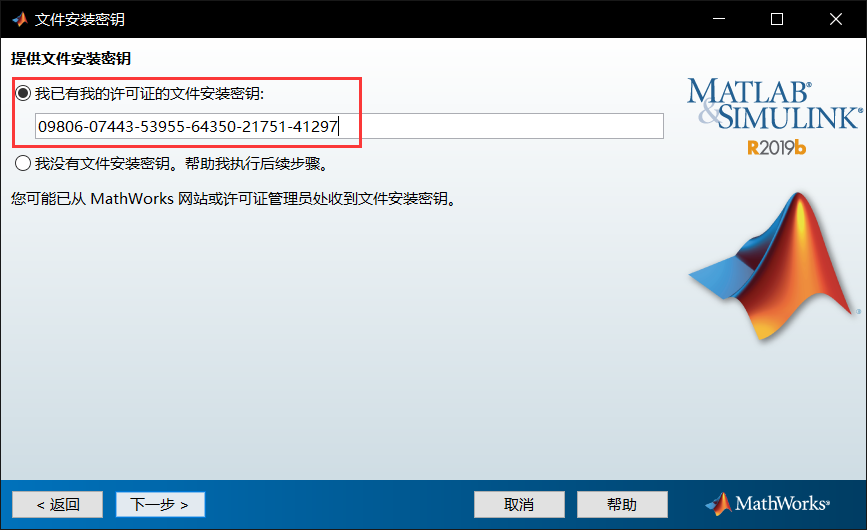 文件安装密钥
提供文件安装密钥
我已有我的许可证的文件安装密钥:
09806-07443-53955-64350-21751-41297
我没有文件安装密钥。帮助我执行后续步骤。
您可能已从 MathWorks 网站或许可证管理员处收到文件安装密钥。
MATLAB®
&SIMULINK®
R2019b
< 返回
下一步 >
取消
帮助
MathWorks®